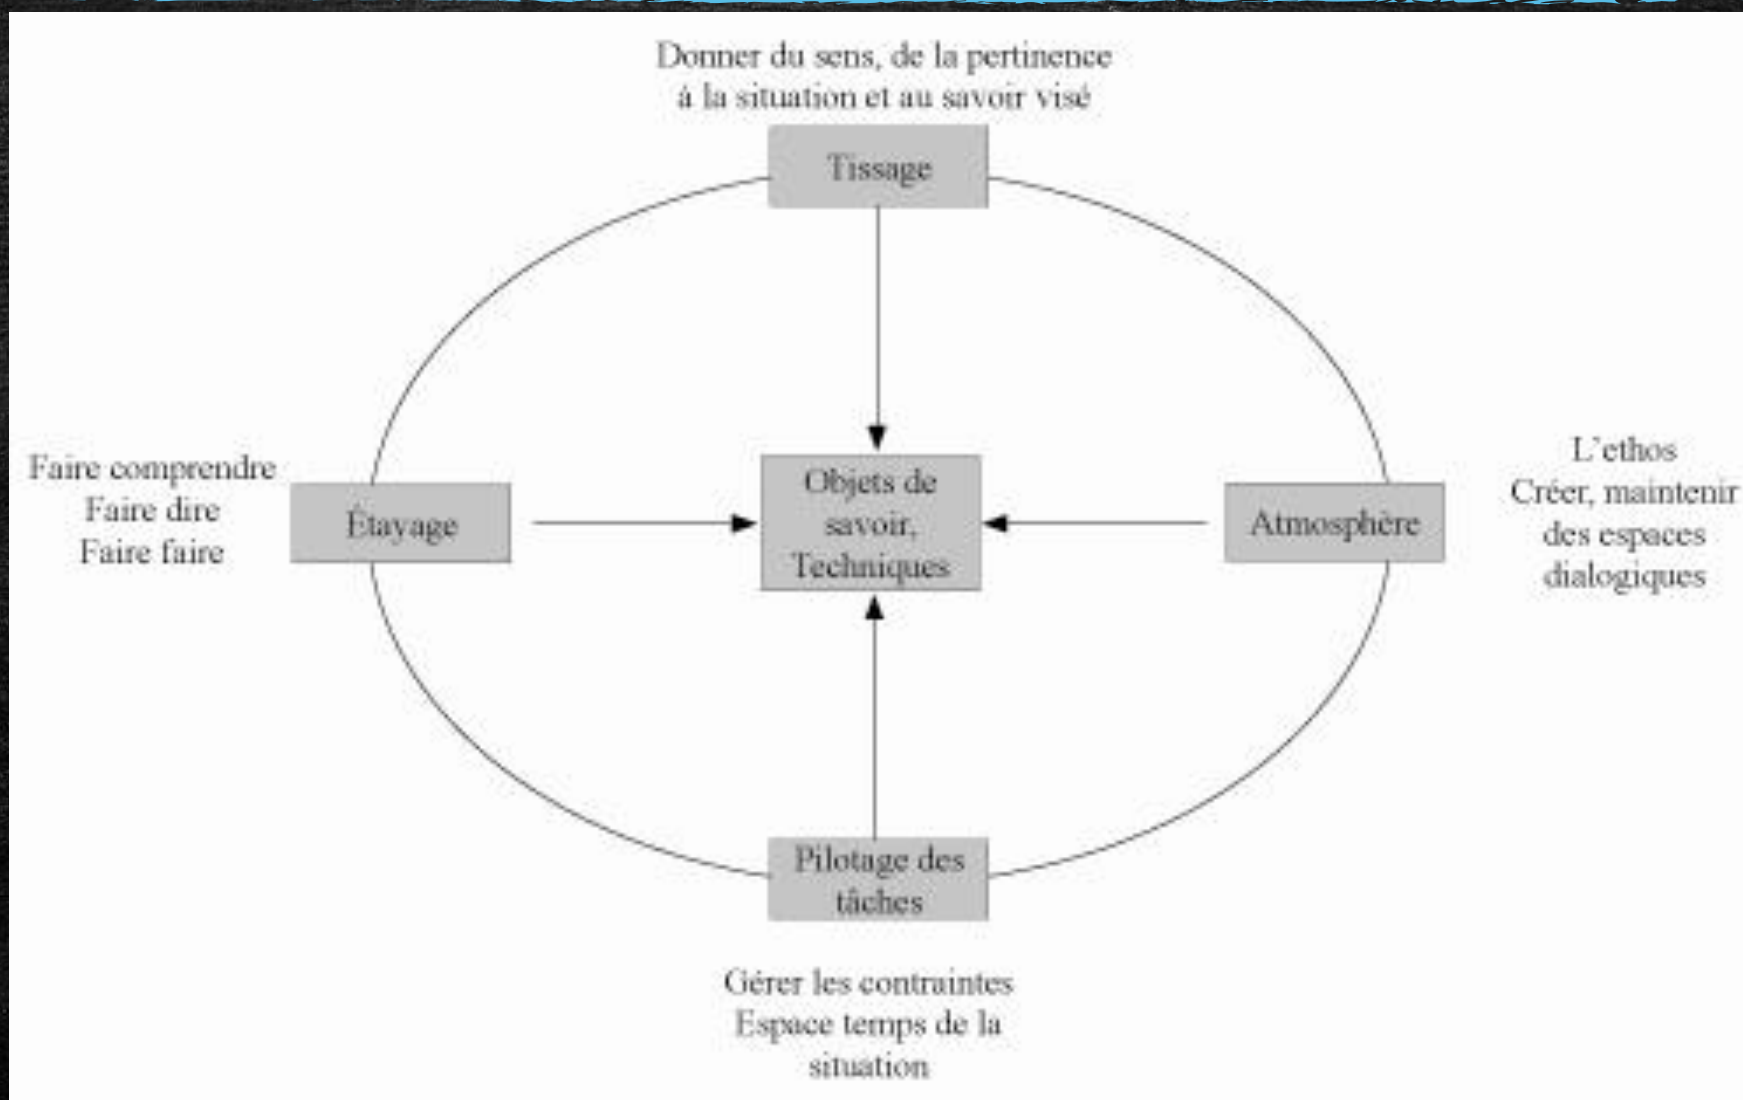 Donner du sens, de la pertinence
à la situation et au savoir visé
Tissage
Faire comprendre
Faire dire
Faire faire
Étayage
Objets de
savoir,
Techniques
Atmosphère
L'ethos
Créer, maintenir
des espaces
dialogiques
Pilotage des
tâches
Gérer les contraintes
Espace temps de la
situation